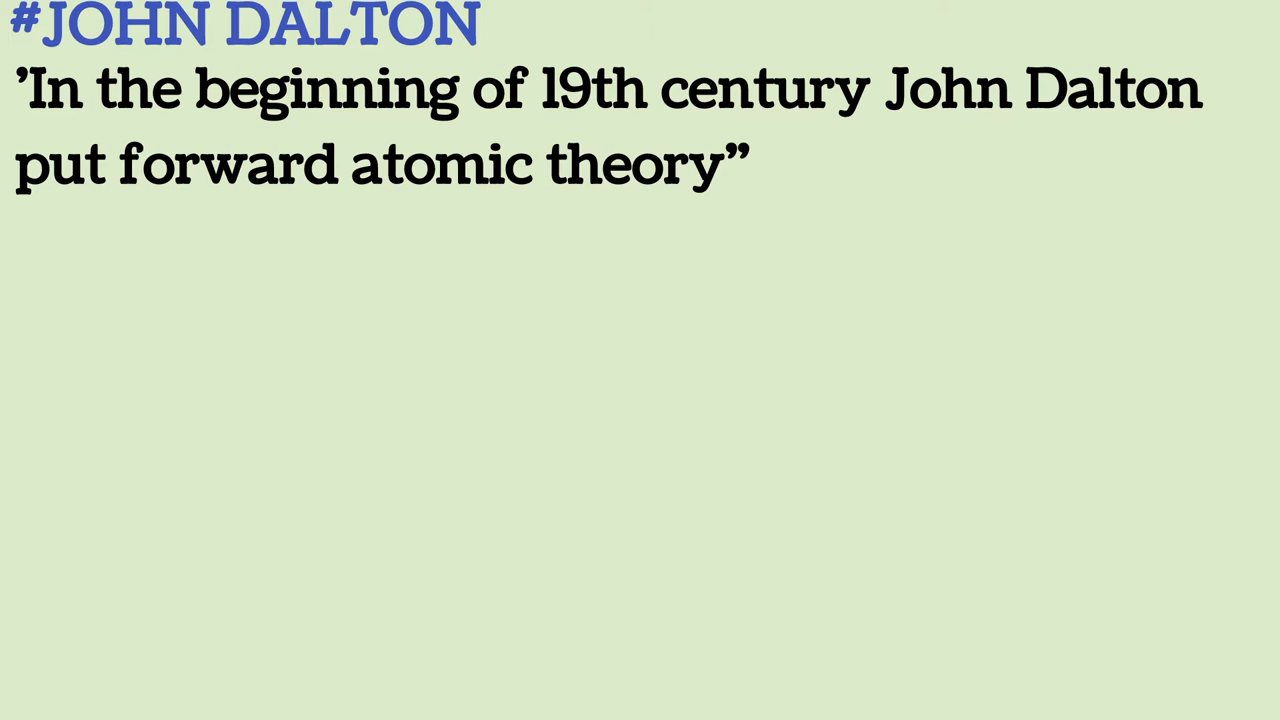 #JOHN DALTON
’In the beginning of 19th century John Dalton
put forward atomic theory”